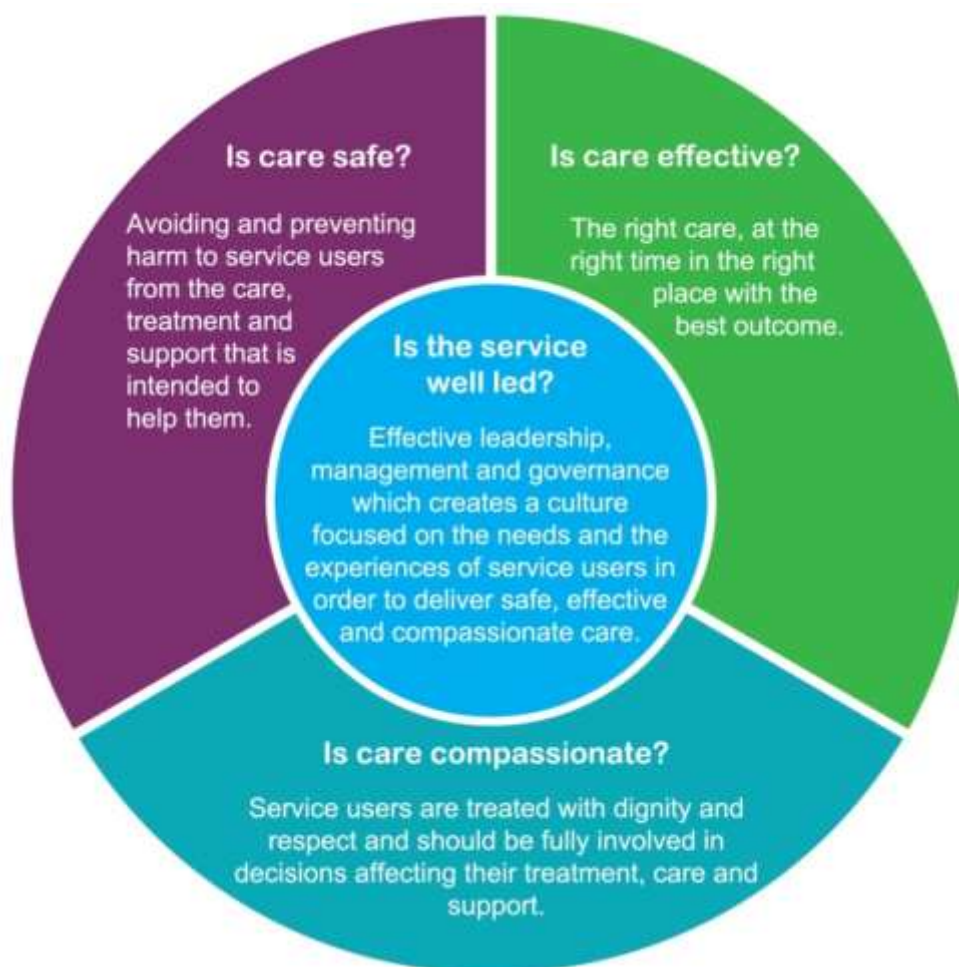 Is care safe?
Avoiding and preventing
harm to service users
from the care,
treatment and
support that is
intended to
help them.
Is care effective?
The right care, at the
right time in the right
place with the
best outcome.
Is the service
well led?
Effective leadership,
management and governance
which creates a culture
focused on the needs and the
experiences of service users in
order to deliver safe, effective
and compassionate care.
Is care compassionate?
Service users are treated with dignity and
respect and should be fully involved in
decisions affecting their treatment, care and
support.